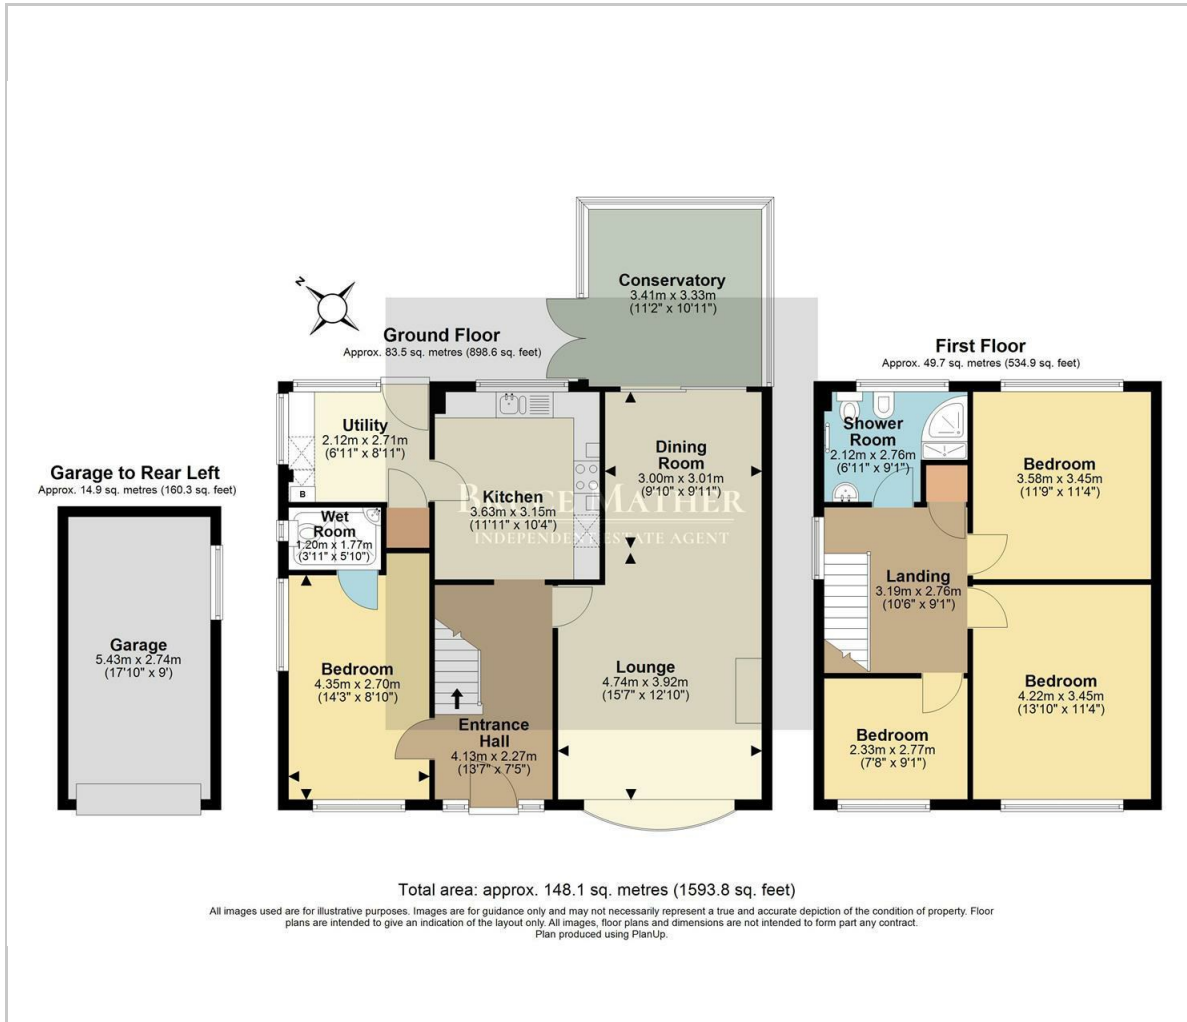 Conservatory
3.41m x 3.33m
(11'2" x 10'11")
Z
Ground Floor
Approx. 83.5 sq. metres (898.6 sq. feet)
First Floor
Approx. 49.7 sq. metres (534.9 sq. feet)
Utility
2.12m x 2.71m
(6'11" x 8'11")
B
Dining
Room
3.00m x 3.01m
(9'10" x 9'11")
Shower
Room
2.12m x 2.76m
(6'11" x 9'1")
Bedroom
3.58m x 3.45m
(11'9" x 11'4")
Garage to Rear Left
Approx. 14.9 sq. metres (160.3 sq. feet)
Kitchen
3.63m x 3.15m
(11'11" x 10'4")
MATHER
INDEPENDENT ESTATE AGENT
Wet
Room
1.20m x 1.77m
(3'11" x 5'10")
Landing
3.19m x 2.76m
(10'6" x 9'1")
Garage
5.43m x 2.74m
(17'10" x 9')
Bedroom
4.35m x 2.70m
(14'3" x 8'10")
Lounge
4.74m x 3.92m
(15'7" x 12'10")
Bedroom
4.22m x 3.45m
(13'10" x 11'4")
Entrance
Hall
4.13m x 2.27m
(13'7" x 7'5")
Bedroom
2.33m x 2.77m
(7'8" x 9'1")
Total area: approx. 148.1 sq. metres (1593.8 sq. feet)
All images used are for illustrative purposes. Images are for guidance only and may not necessarily represent a true and accurate depiction of the condition of property. Floor
plans are intended to give an indication of the layout only. All images, floor plans and dimensions are not intended to form part any contract.
Plan produced using PlanUp.